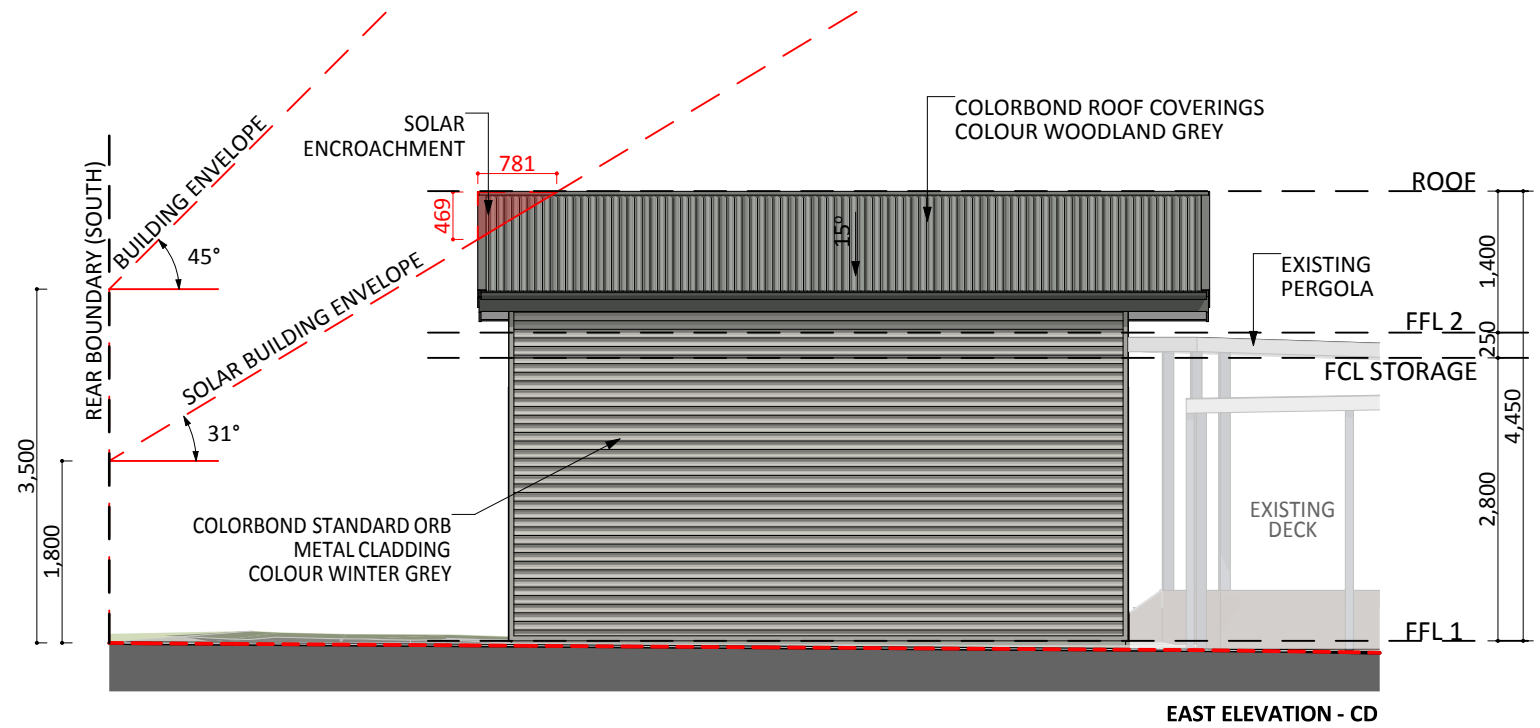 SOLAR
ENCROACHMENT
781
469
COLORBOND ROOF COVERINGS
COLOUR WOODLAND GREY
ROOF
REAR BOUNDARY (SOUTH)
BUILDING ENVELOPE
45°
SOLAR BUILDING ENVELOPE
31°
15°
EXISTING
PERGOLA
1,400
FFL 2
250
FCL STORAGE
4,450
2,800
3,500
1,800
COLORBOND STANDARD ORB
METAL CLADDING
COLOUR WINTER GREY
EXISTING
DECK
FFL 1
EAST ELEVATION - CD